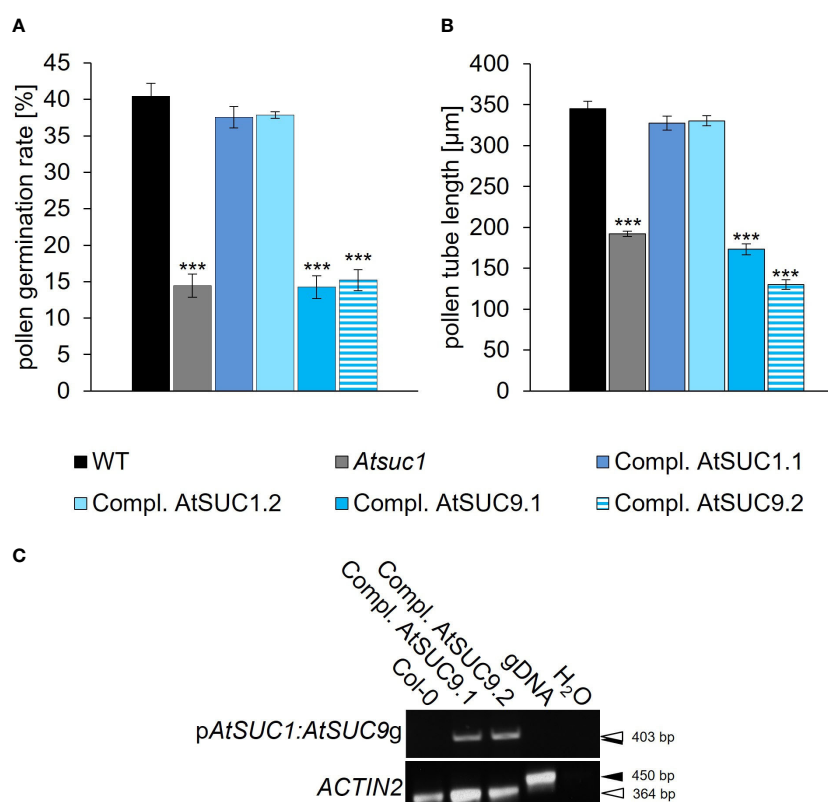 A
pollen germination rate [%]
45
40
35
30
25
20
15
10
5
0
***
***
***
B
pollen tube length [µm]
400
350
300
250
200
150
100
50
0
***
***
***
WT
Atsuc1
Compl. AtSUC1.1
Compl. AtSUC1.2
Compl. AtSUC9.1
Compl. AtSUC9.2
C
Col-0
Compl. AtSUC9.1
Compl. AtSUC9.2
gDNA
H₂O
pAtSUC1:AtSUC9g
403 bp
ACTIN2
450 bp
364 bp